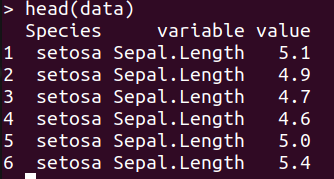 > head(data)
  Species     variable value
1  setosa Sepal.Length   5.1
2  setosa Sepal.Length   4.9
3  setosa Sepal.Length   4.7
4  setosa Sepal.Length   4.6
5  setosa Sepal.Length   5.0
6  setosa Sepal.Length   5.4